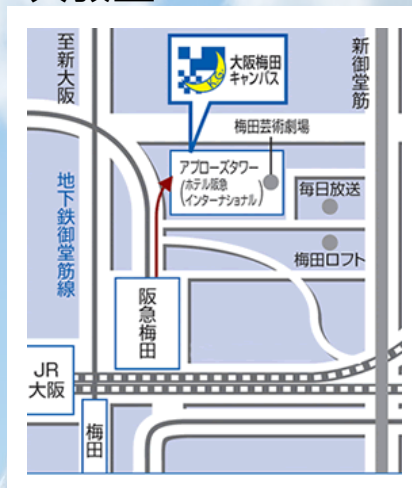 至新大阪
大阪梅田
キャンパス
新御堂筋
K.G.
梅田芸術劇場
アプローズタワー
(ホテル阪急
インターナショナル)
毎日放送
地下鉄御堂筋線
梅田ロフト
阪急梅田
JR
大阪
梅田